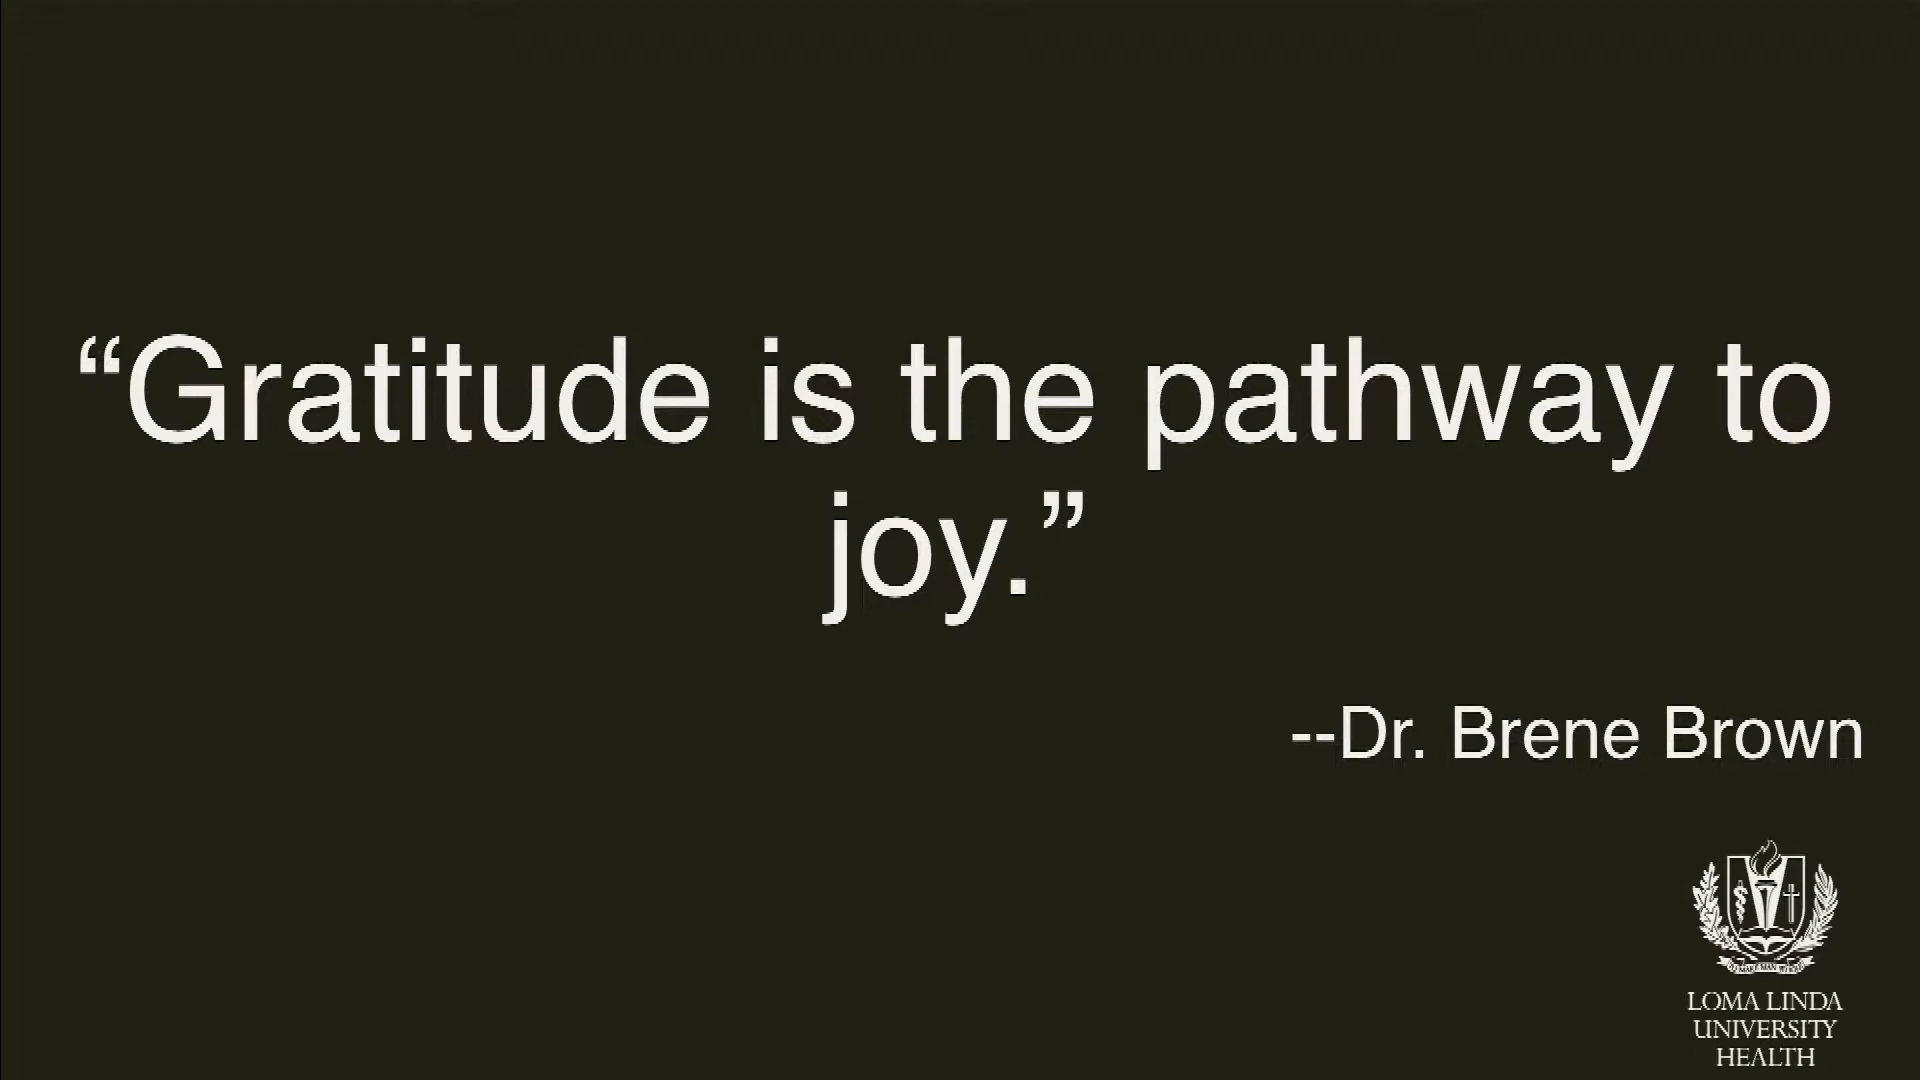 “Gratitude is the pathway to
joy.”
--Dr. Brene Brown
LOMA LINDA
UNIVERSITY
HEALTH